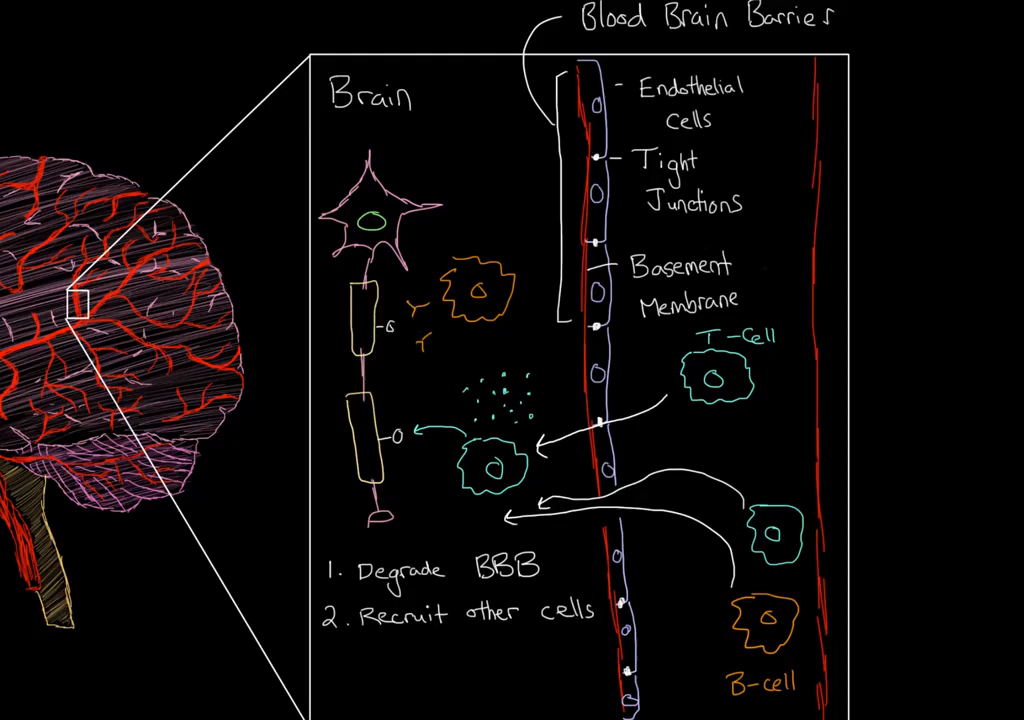 Blood Brain Barrier
Brain
Endothelial
cells
Tight
Junctions
Basement
Membrane
T-Cell
1. Degrade BBB
2. Recruit other cells
B-cell